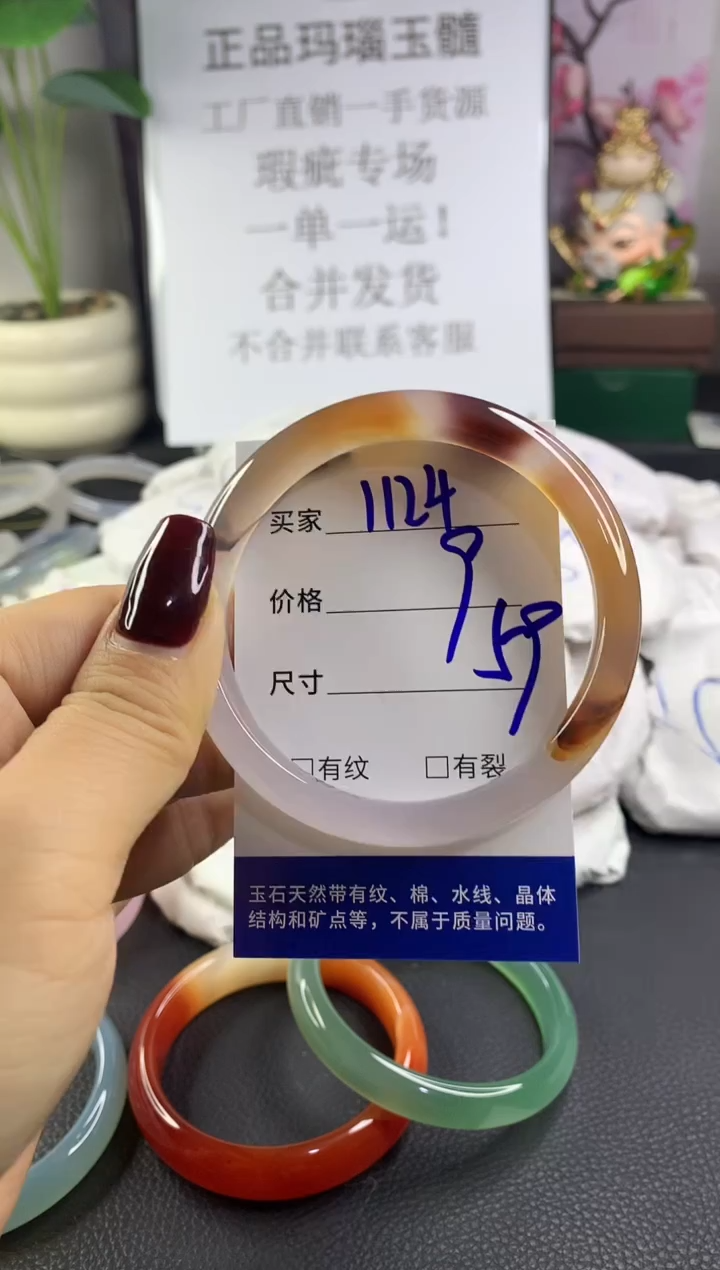 正品玛瑙玉髓
工厂直销一手货源
瑕疵专场
一单一运！
合并发货
不合并联系客服
买家 1124
价格 9
尺寸 59
□有纹 □有裂
玉石天然带有纹、棉、水线、晶体
结构和矿点等，不属于质量问题。